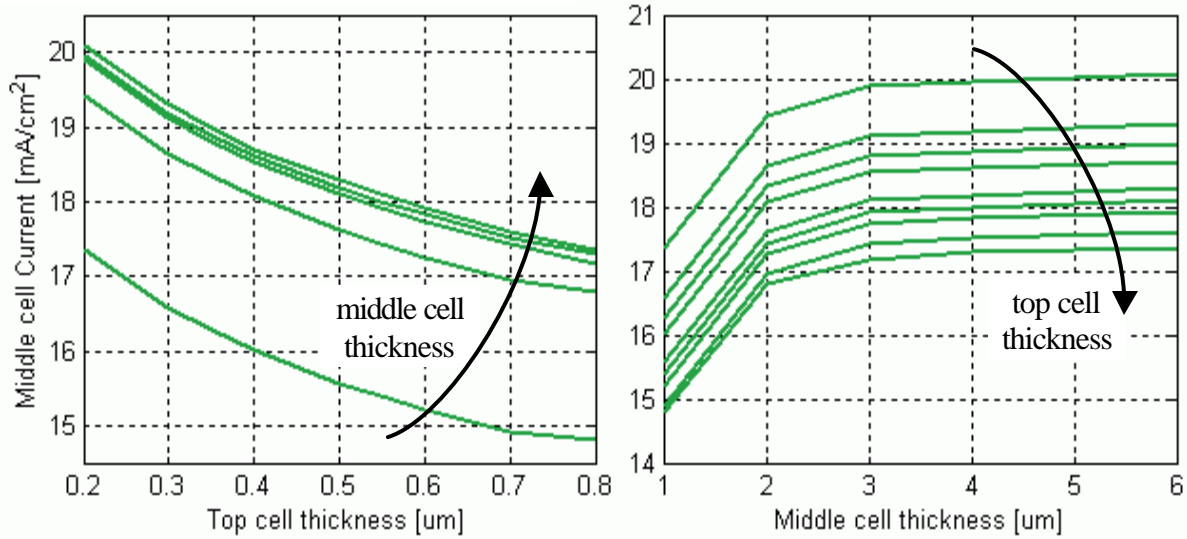 Middle cell Current [mA/cm²]
20
19
18
17
16
15
0.2 0.3 0.4 0.5 0.6 0.7 0.8
Top cell thickness [um]
middle cell
thickness
21
20
19
18
17
16
15
14
1 2 3 4 5 6
Middle cell thickness [um]
top cell
thickness